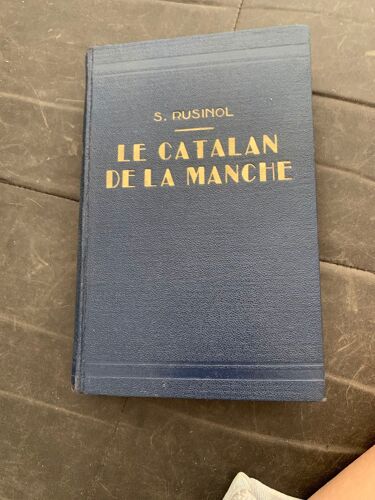 S. RUSINOL
LE CATALAN
DE LA MANCHE